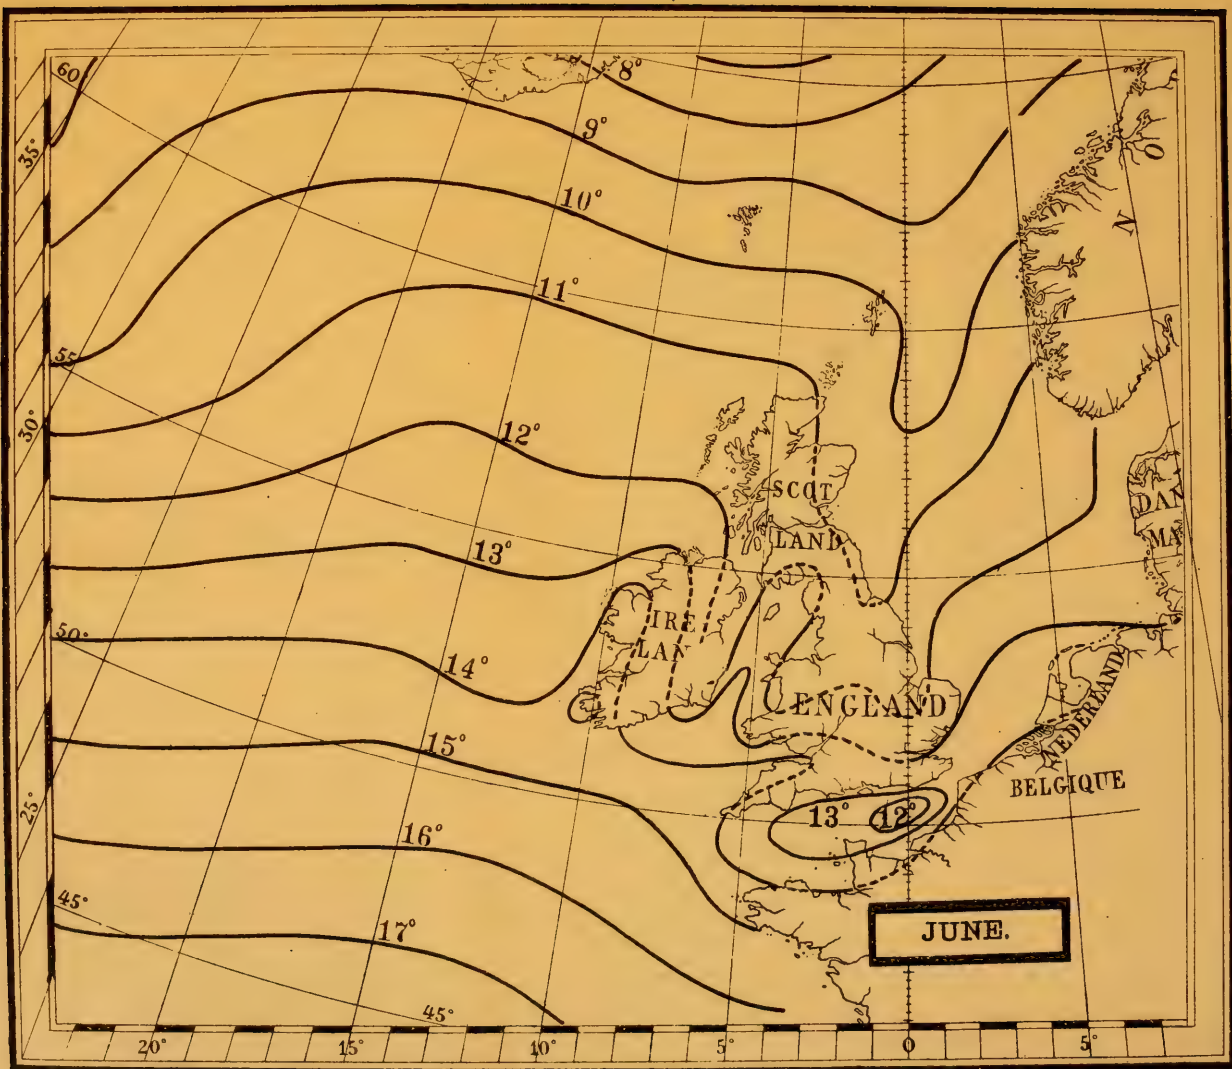 60
8°
35°
9°
O
10°
N
11°
55
30°
12°
SCOT
DAN
LAND
MA
13°
IRE
LAN
50°
14°
ENGLAND
NEDERLAND
15°
BELGIQUE
25°
13°
12°
16°
45°
17°
JUNE.
45°
20°
15°
10°
5°
0
5°